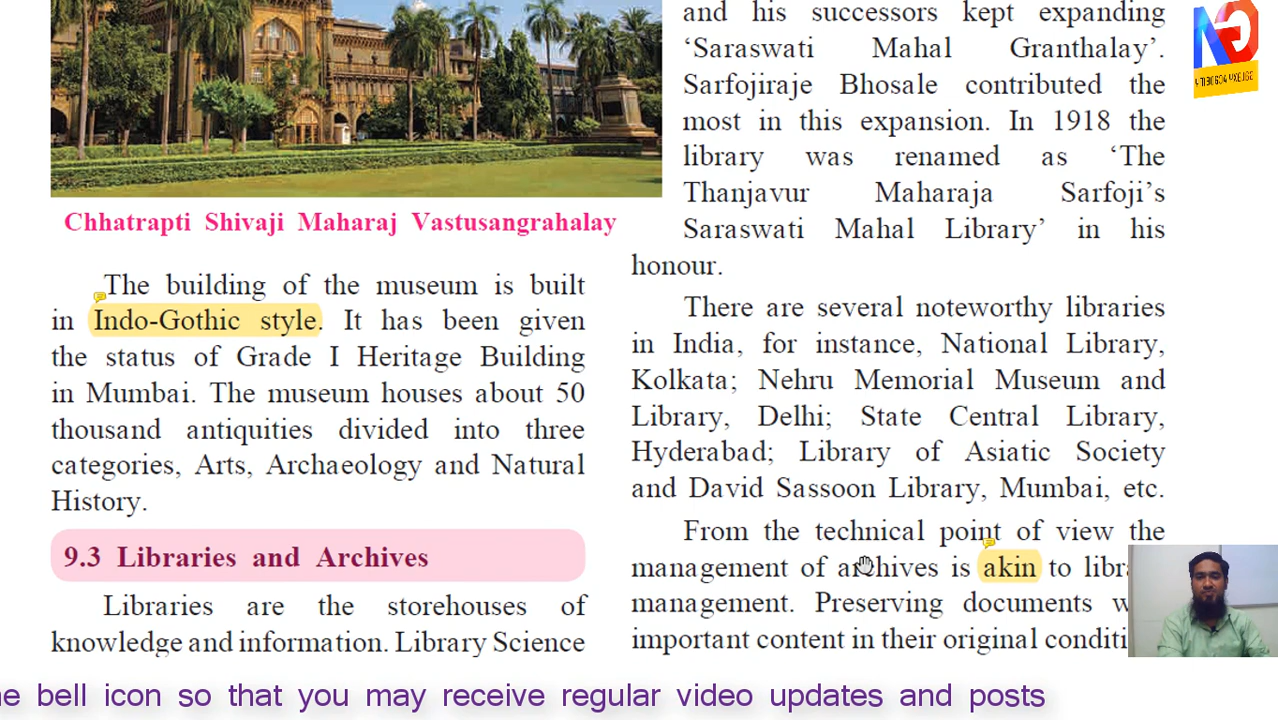 Chhatrapti Shivaji Maharaj Vastusangrahalay
The building of the museum is built
in Indo-Gothic style. It has been given
the status of Grade I Heritage Building
in Mumbai. The museum houses about 50
thousand antiquities divided into three
categories, Arts, Archaeology and Natural
History.
9.3 Libraries and Archives
Libraries are the storehouses of
knowledge and information. Library Science
and his successors kept expanding
‘Saraswati Mahal Granthalay’.
Sarfojiraje Bhosale contributed the
most in this expansion. In 1918 the
library was renamed as ‘The
Thanjavur Maharaja Sarfoji’s
Saraswati Mahal Library’ in his
honour.
There are several noteworthy libraries
in India, for instance, National Library,
Kolkata; Nehru Memorial Museum and
Library, Delhi; State Central Library,
Hyderabad; Library of Asiatic Society
and David Sassoon Library, Mumbai, etc.
From the technical point of view the
management of archives is akin to
management. Preserving documents
important content in their original
bell icon so that you may receive regular video updates and posts